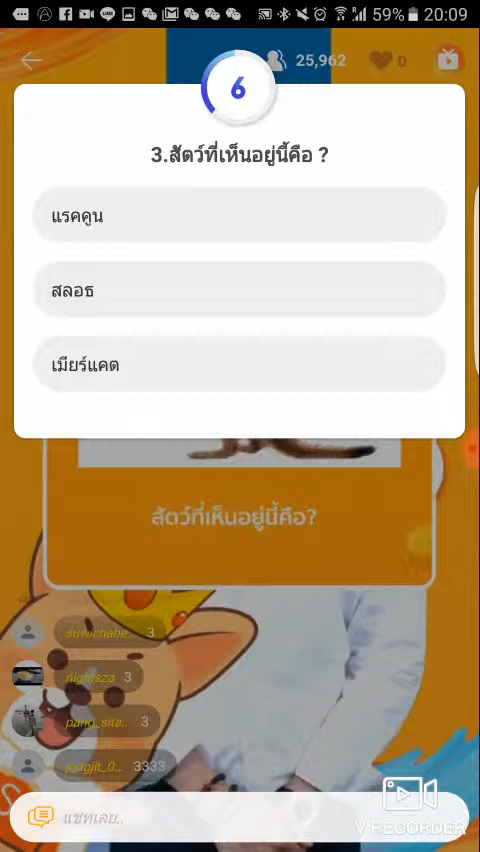 59% 20:09
25,962 0
6
3.สัตว์ที่เห็นอยู่นี้คือ ?
แรคคูน
สลอธ
เมียร์แคต
สัตว์ที่เห็นอยู่นี้คือ?
suwichabe... 3
nightsza 3
pang_sita.. 3
3333
แชทเลย..
V RECORDER